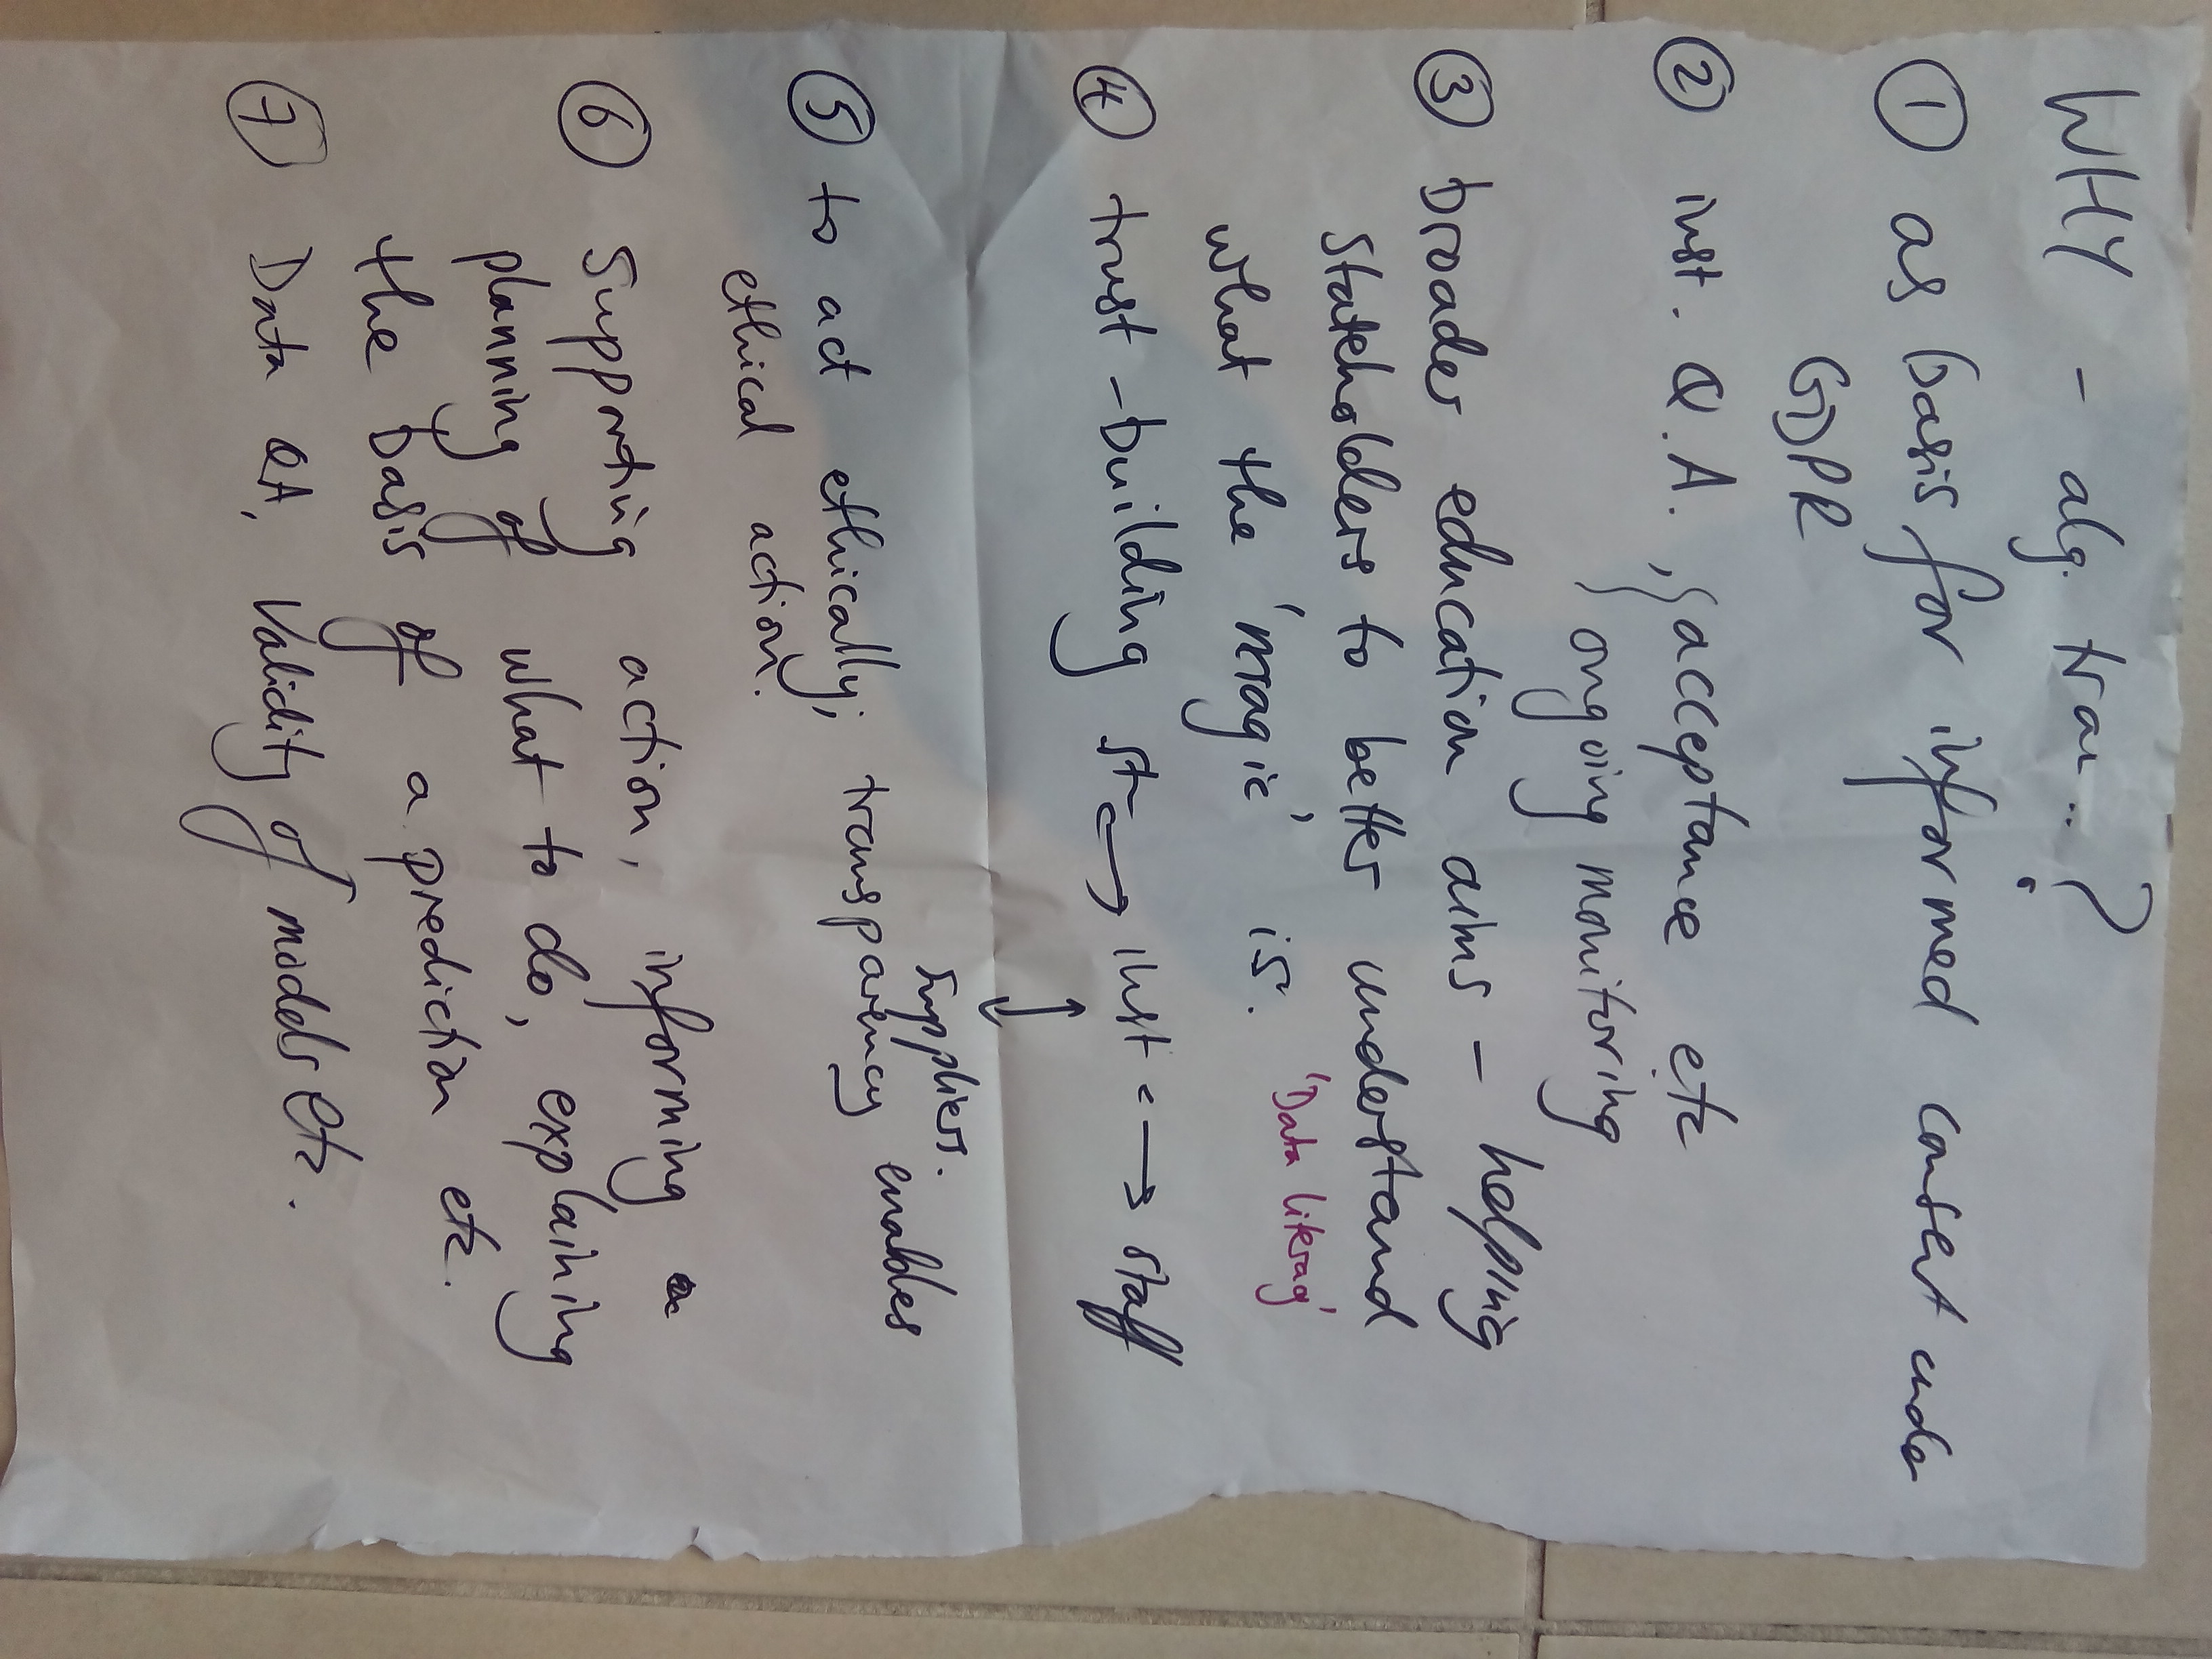 WHY - alg. tran..?
① as basis for informed consent under
GDPR
② inst. Q.A., { acceptance etc
{ ongoing monitoring
③ broader education aims - helping
stakeholders to better understand
what the 'magic' is. 'Data literacy'
④ trust-building st ↔ inst ↔ staff
↕
Suppliers.
⑤ to act ethically; transparency enables
ethical action.
⑥ Supporting action, informing
planning of what to do, explaining
the basis of a prediction etc.
⑦ Data QA, Validity of models etc.